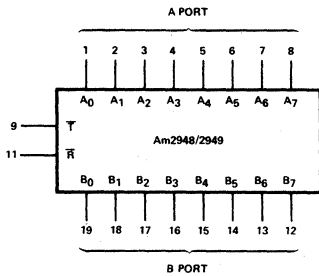 A PORT
1 2 3 4 5 6 7 8
A0 A1 A2 A3 A4 A5 A6 A7
9 T̅
Am2948/2949
11 R̅
B0 B1 B2 B3 B4 B5 B6 B7
19 18 17 16 15 14 13 12
B PORT